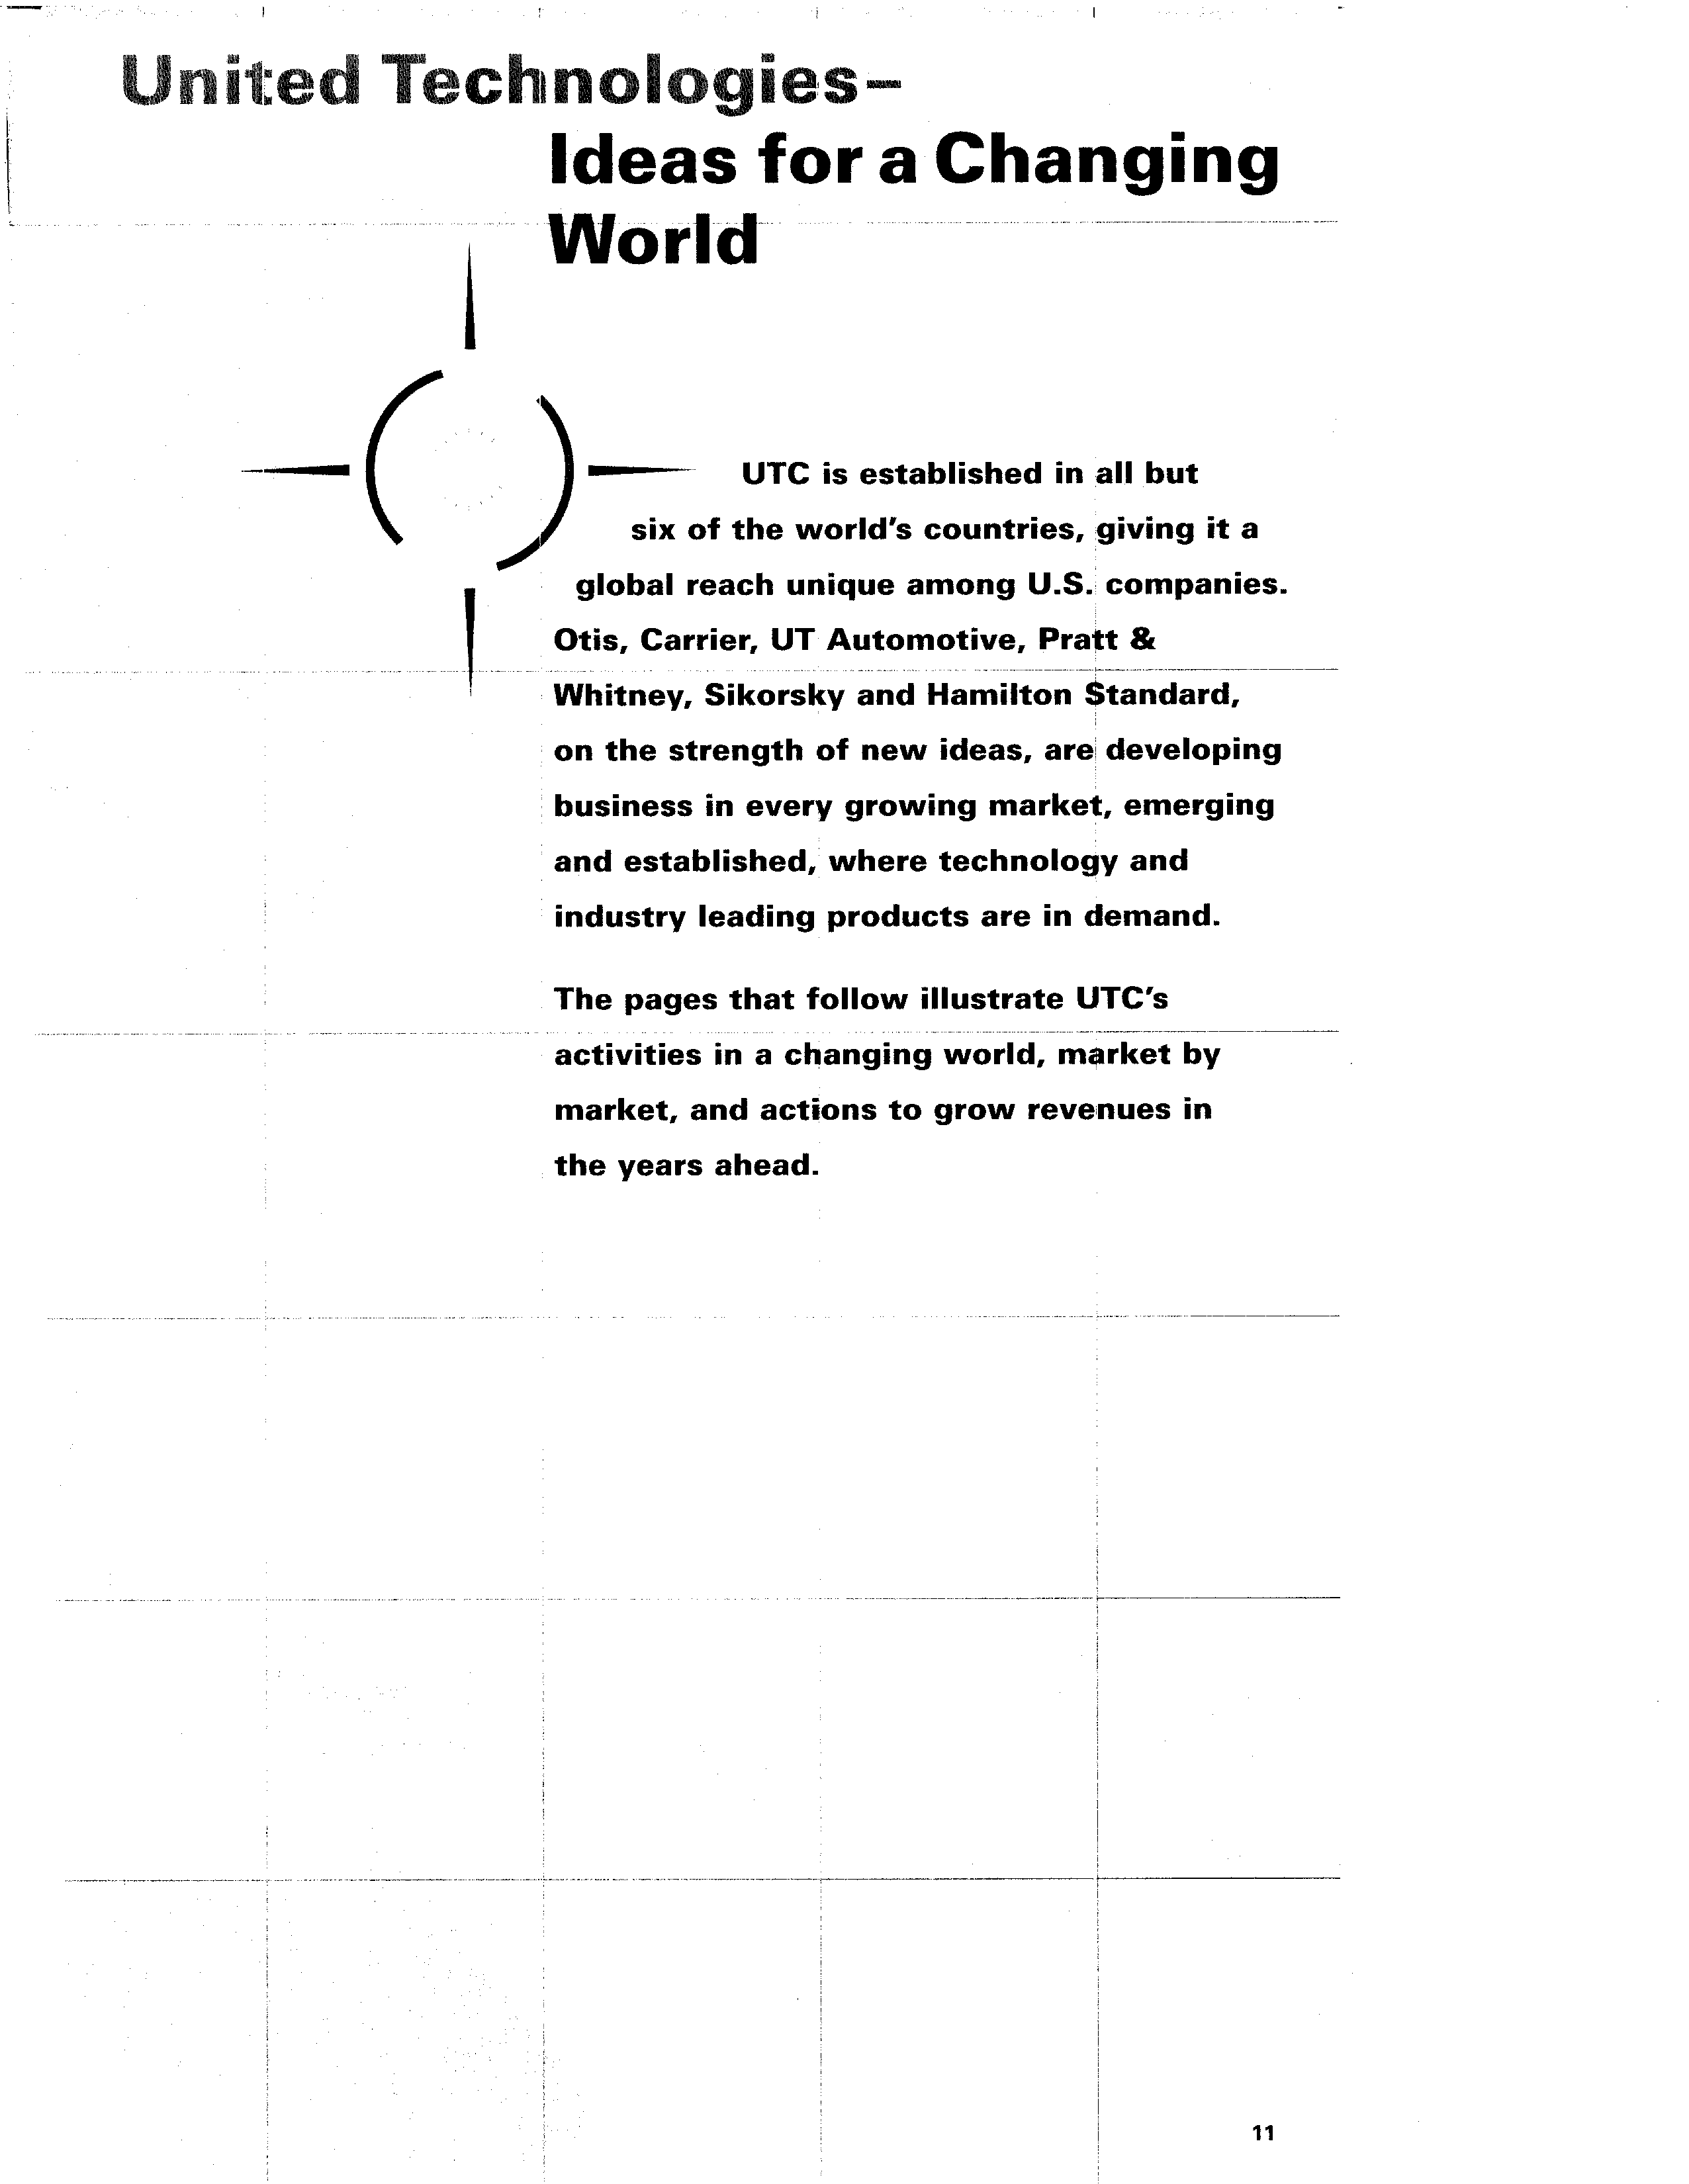 United Technologies–
Ideas for a Changing
World
UTC is established in all but
six of the world's countries, giving it a
global reach unique among U.S. companies.
Otis, Carrier, UT Automotive, Pratt &
Whitney, Sikorsky and Hamilton Standard,
on the strength of new ideas, are developing
business in every growing market, emerging
and established, where technology and
industry leading products are in demand.
The pages that follow illustrate UTC's
activities in a changing world, market by
market, and actions to grow revenues in
the years ahead.
11